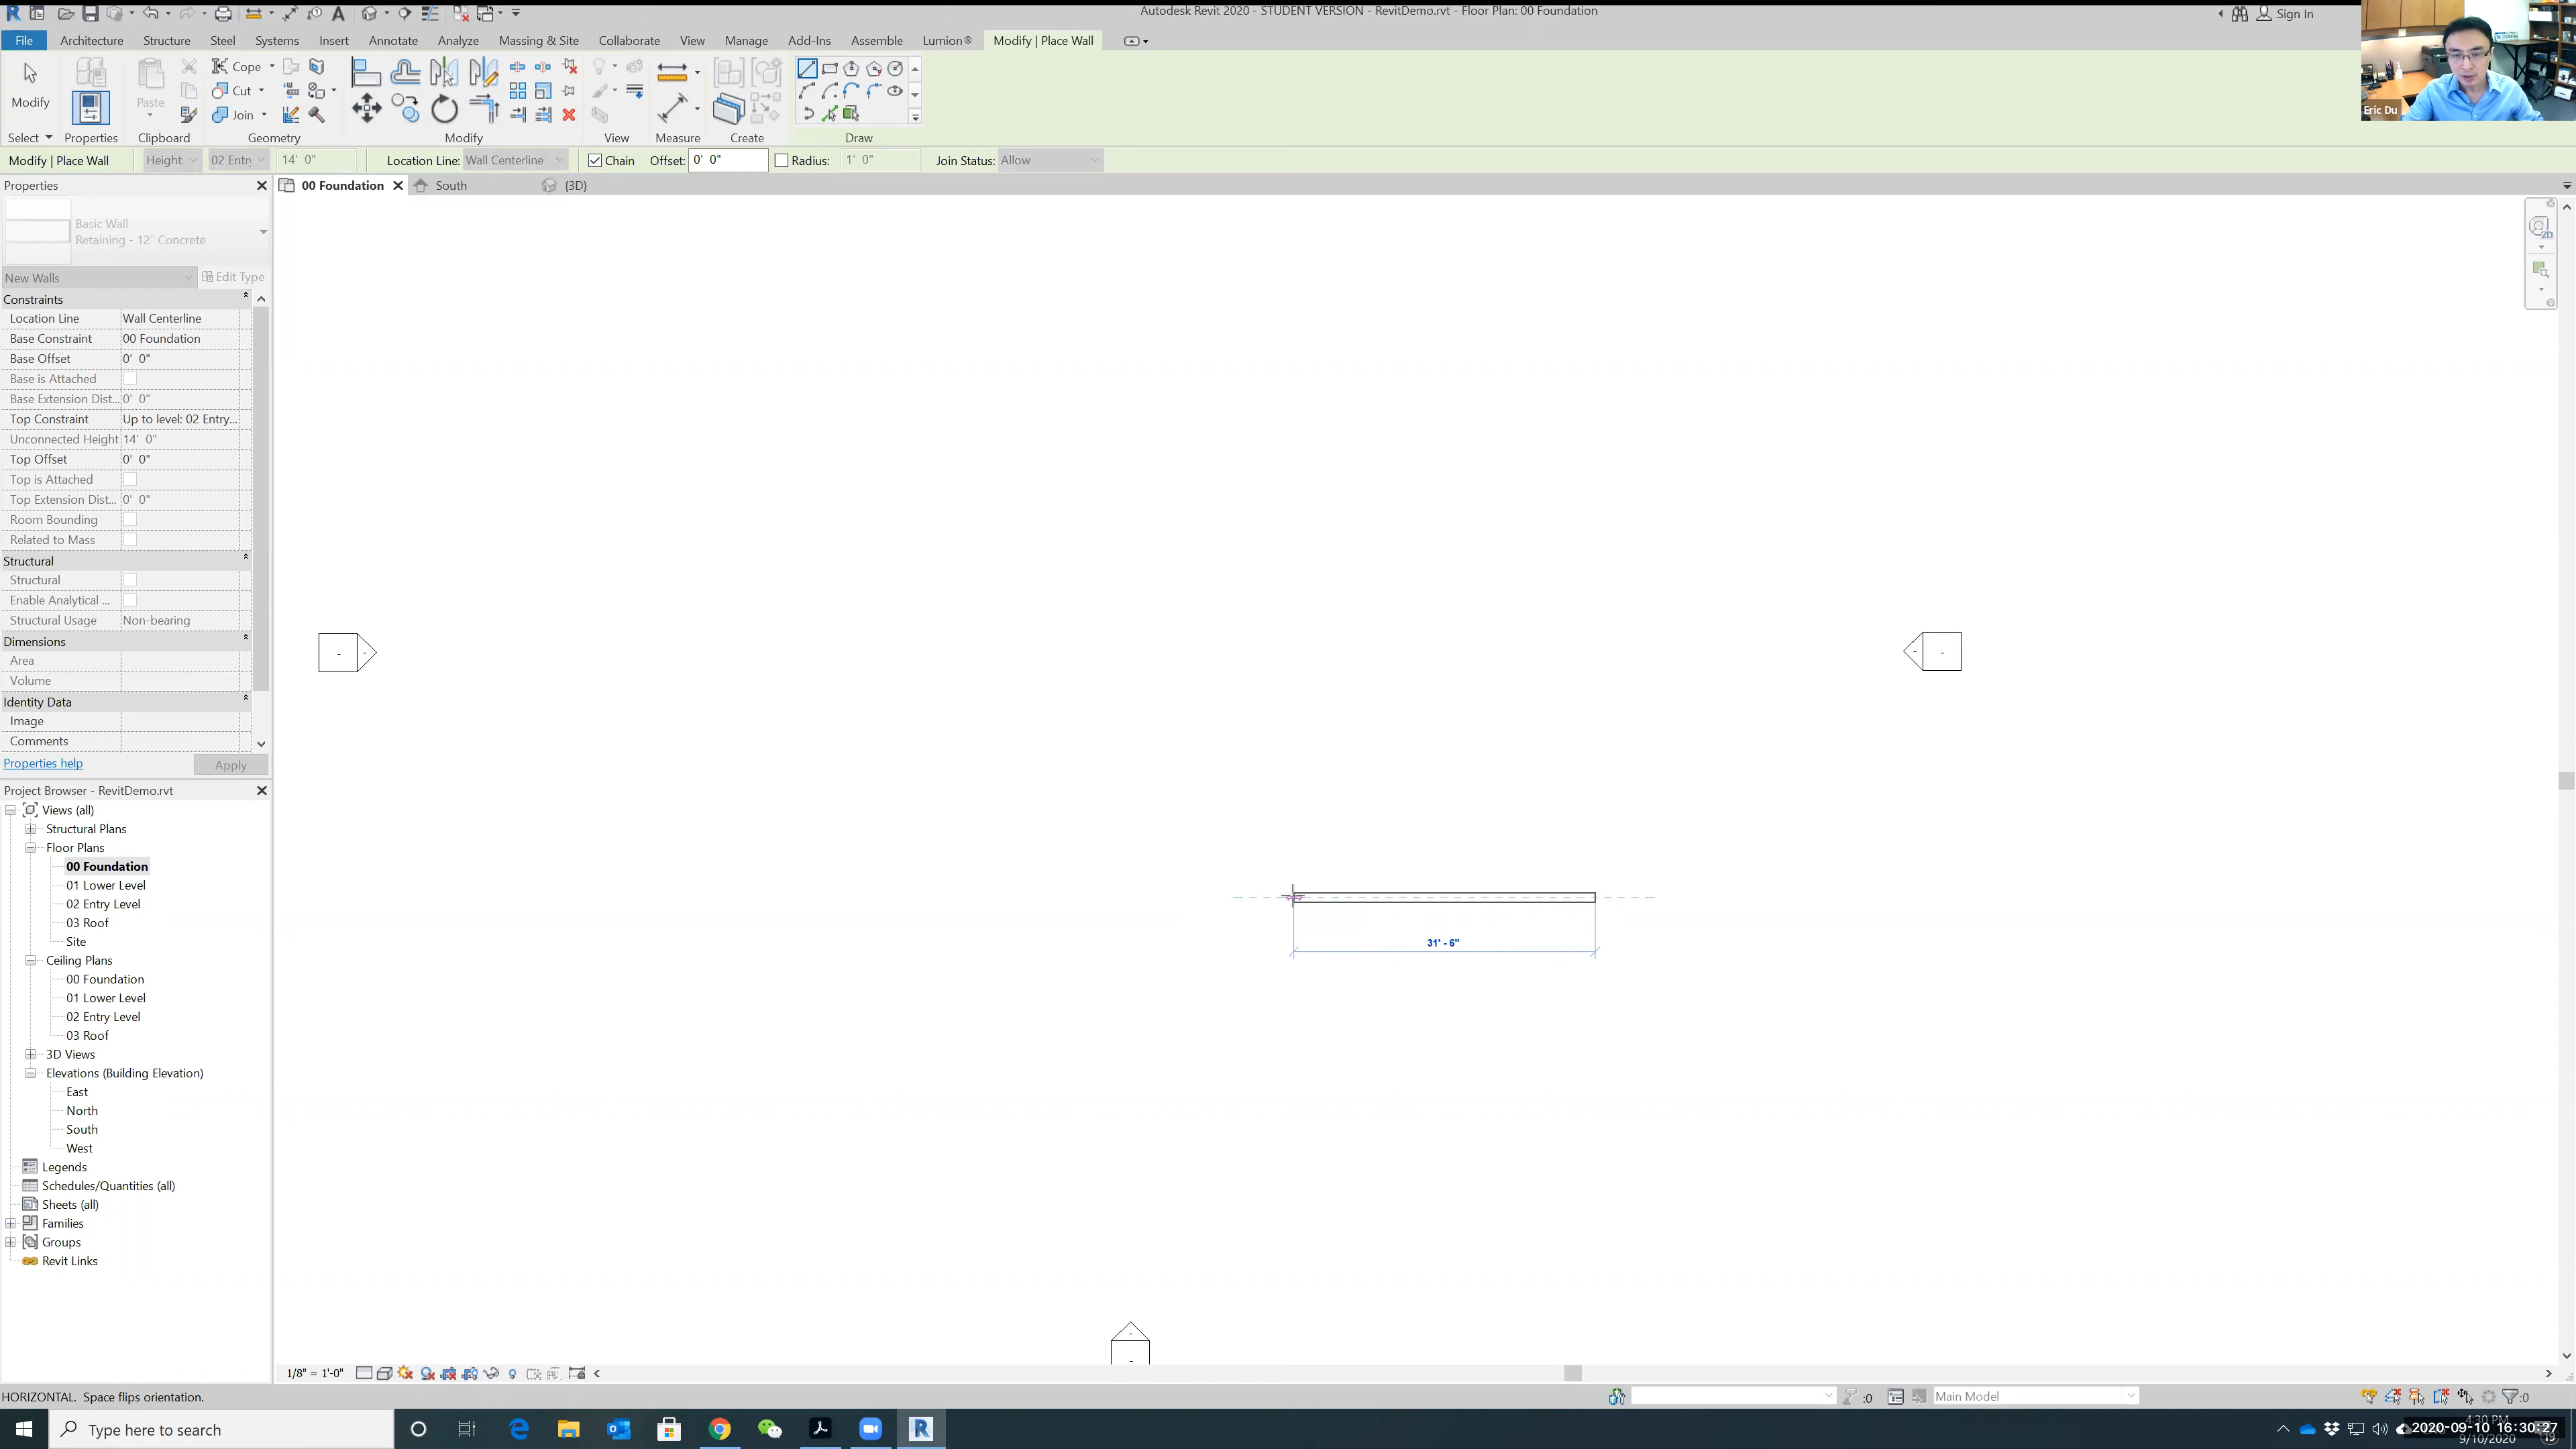 Autodesk Revit 2020 - STUDENT VERSION - RevitDemo.rvt - Floor Plan: 00 Foundation
Sign In
File Architecture Structure Steel Systems Insert Annotate Analyze Massing & Site Collaborate View Manage Add-Ins Assemble Lumion® Modify | Place Wall
Modify
Paste
Cope
Cut
Join
Eric Du
Select Properties Clipboard Geometry Modify View Measure Create Draw
Modify | Place Wall Height: 02 Entry 14' 0" Location Line: Wall Centerline Chain Offset: 0' 0" Radius: 1' 0" Join Status: Allow
Properties
00 Foundation South {3D}
2D
Basic Wall
Retaining - 12" Concrete
New Walls Edit Type
Constraints
Location Line Wall Centerline
Base Constraint 00 Foundation
Base Offset 0' 0"
Base is Attached
Base Extension Dist... 0' 0"
Top Constraint Up to level: 02 Entry...
Unconnected Height 14' 0"
Top Offset 0' 0"
Top is Attached
Top Extension Dist... 0' 0"
Room Bounding
Related to Mass
Structural
Structural
Enable Analytical ...
Structural Usage Non-bearing
Dimensions
Area
Volume
Identity Data
Image
Comments
Properties help Apply
Project Browser - RevitDemo.rvt
Views (all)
Structural Plans
Floor Plans
00 Foundation
01 Lower Level
02 Entry Level
03 Roof
Site
Ceiling Plans
00 Foundation
01 Lower Level
02 Entry Level
03 Roof
3D Views
Elevations (Building Elevation)
East
North
South
West
Legends
Schedules/Quantities (all)
Sheets (all)
Families
Groups
Revit Links
31' - 6"
1/8" = 1'-0"
HORIZONTAL. Space flips orientation.
:0
Main Model
:0
Type here to search
4:30 PM
2020-09-10 16:30:27
9/10/2020
19